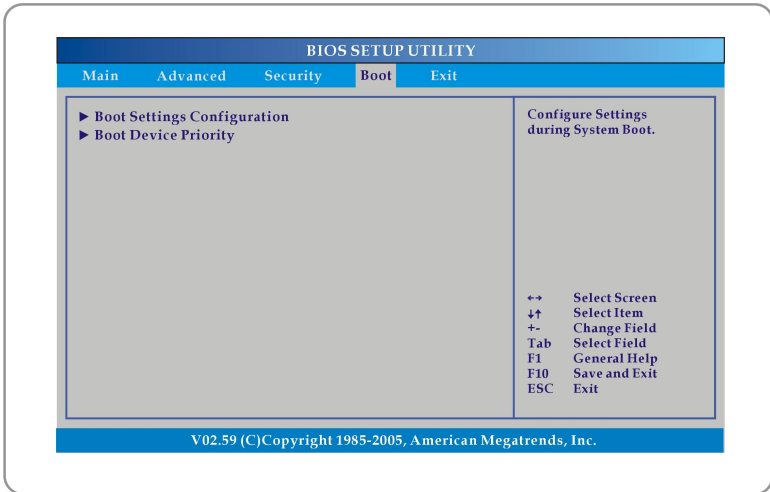 BIOS SETUP UTILITY
Main Advanced Security Boot Exit
► Boot Settings Configuration
► Boot Device Priority
Configure Settings
during System Boot.
←→ Select Screen
↓↑ Select Item
+- Change Field
Tab Select Field
F1 General Help
F10 Save and Exit
ESC Exit
V02.59 (C)Copyright 1985-2005, American Megatrends, Inc.